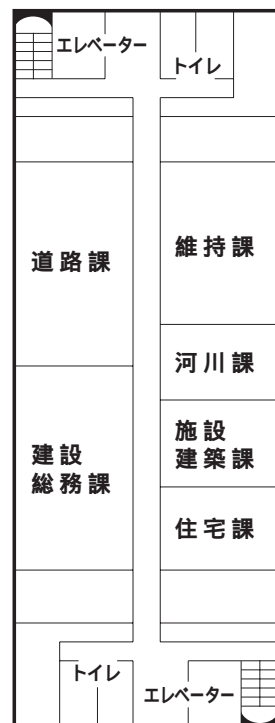 エレベーター
トイレ
道路課
維持課
河川課
建設
総務課
施設
建築課
住宅課
トイレ
エレベーター